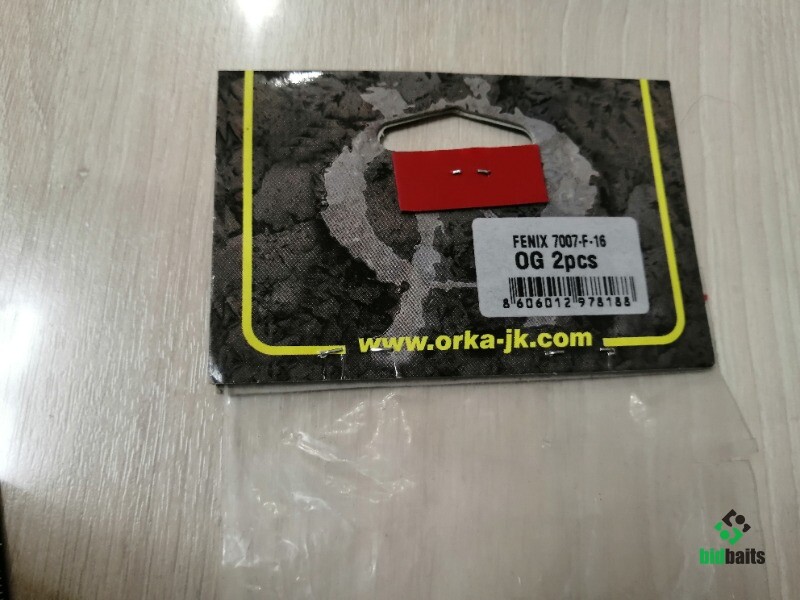 FENIX 7007-F-16
OG 2pcs
8 606012 978188
www.orka-jk.com
bidbaits